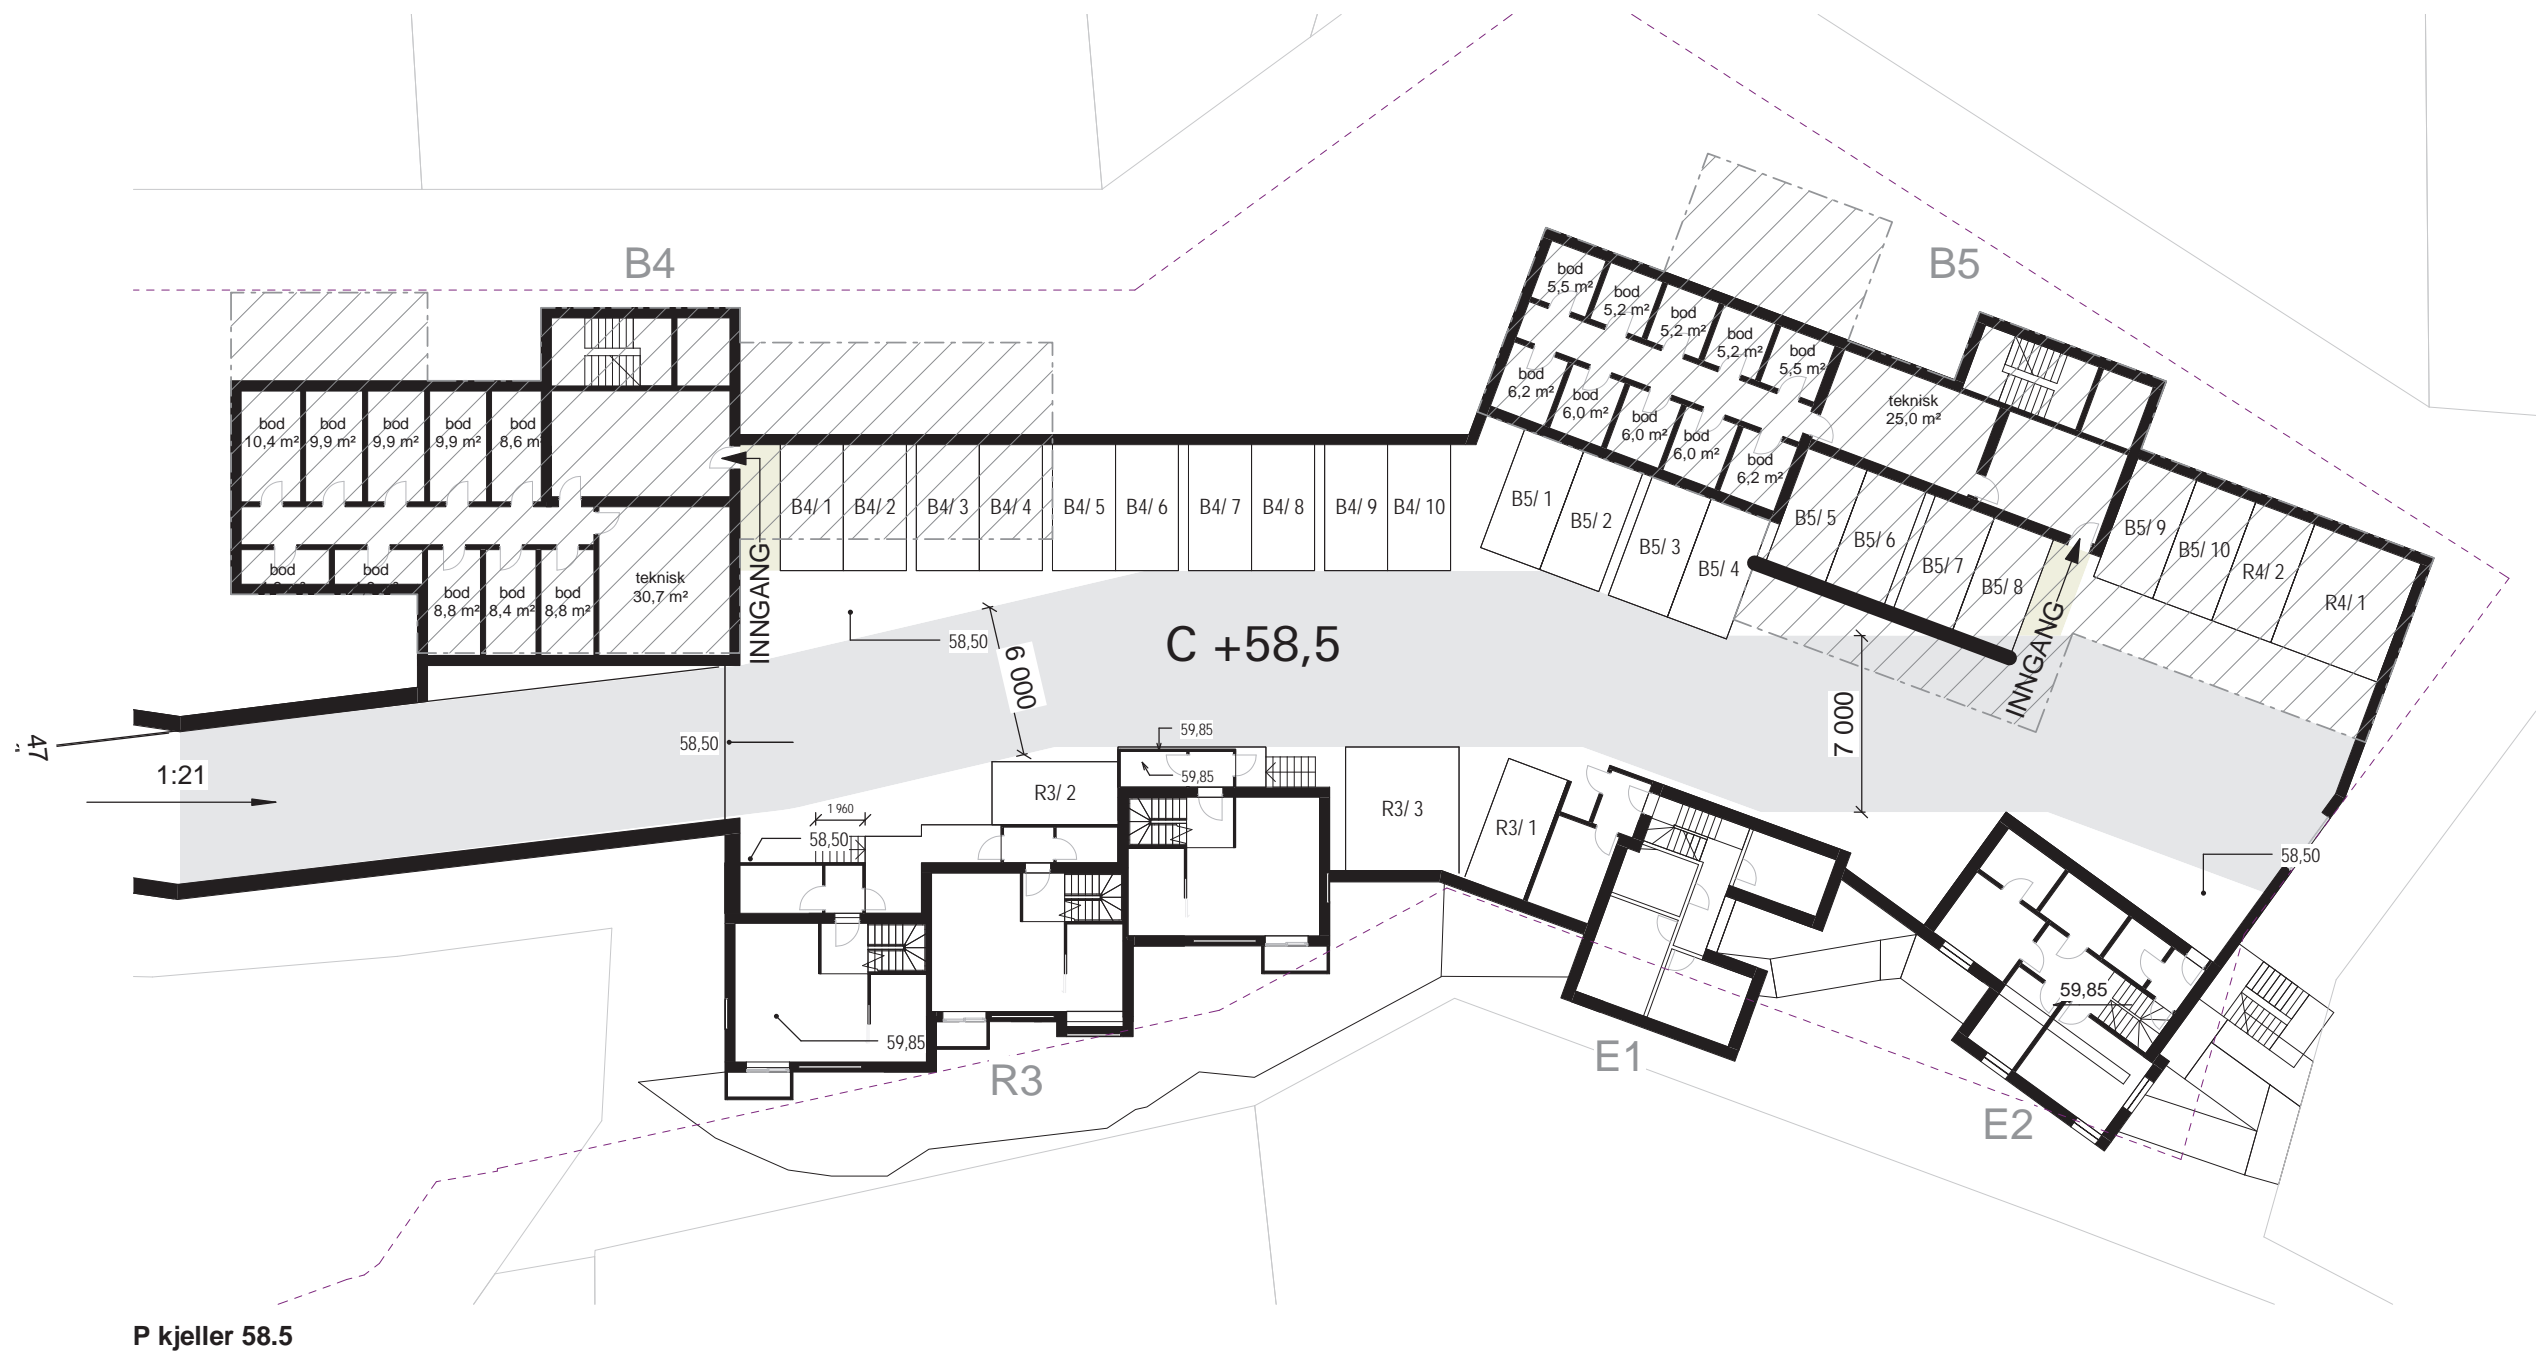 B4
B5
bod
10,4 m²
bod
9,9 m²
bod
9,9 m²
bod
9,9 m²
bod
8,6 m²
bod
bod
bod
8,8 m²
bod
8,4 m²
bod
8,8 m²
teknisk
30,7 m²
INNGANG
B4/ 1
B4/ 2
B4/ 3
B4/ 4
B4/ 5
B4/ 6
B4/ 7
B4/ 8
B4/ 9
B4/ 10
bod
5,5 m²
bod
5,2 m²
bod
5,2 m²
bod
5,2 m²
bod
5,5 m²
bod
6,2 m²
bod
6,0 m²
bod
6,0 m²
bod
6,0 m²
bod
6,2 m²
teknisk
25,0 m²
B5/ 1
B5/ 2
B5/ 3
B5/ 4
B5/ 5
B5/ 6
B5/ 7
B5/ 8
INNGANG
B5/ 9
B5/ 10
R4/ 2
R4/ 1
58,50
6 000
C +58,5
7 000
47
1:21
58,50
59,85
59,85
1 960
58,50
R3/ 2
R3/ 3
R3/ 1
58,50
59,85
59,85
R3
E1
E2
P kjeller 58.5